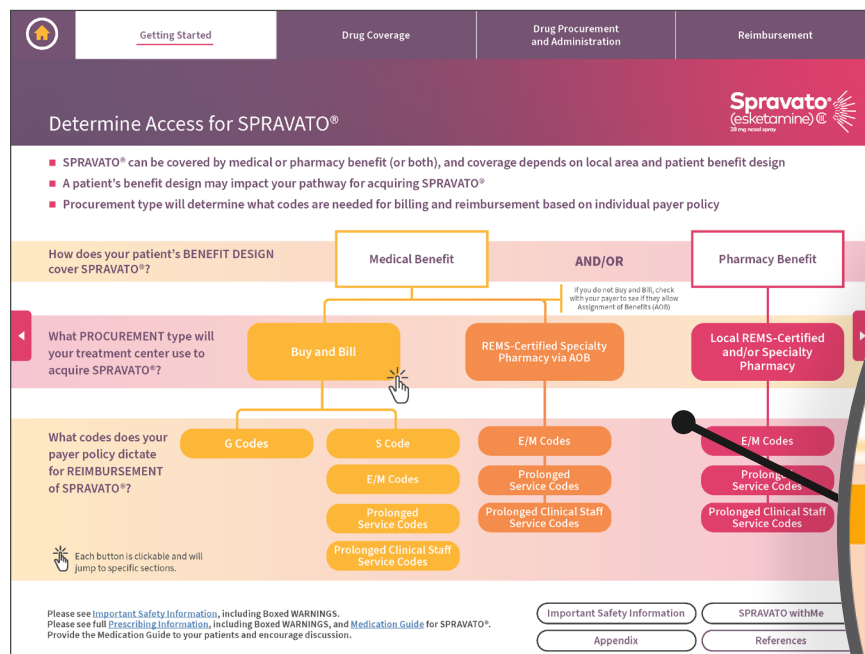 Getting Started
Drug Coverage
Drug Procurement
and Administration
Reimbursement
Determine Access for SPRAVATO®
Spravato®
(esketamine) CIII
28 mg nasal spray
■ SPRAVATO® can be covered by medical or pharmacy benefit (or both), and coverage depends on local area and patient benefit design
■ A patient's benefit design may impact your pathway for acquiring SPRAVATO®
■ Procurement type will determine what codes are needed for billing and reimbursement based on individual payer policy
How does your patient's BENEFIT DESIGN
cover SPRAVATO®?
Medical Benefit
AND/OR
Pharmacy Benefit
If you do not Buy and Bill, check
with your payer to see if they allow
Assignment of Benefits (AOB)
What PROCUREMENT type will
your treatment center use to
acquire SPRAVATO®?
Buy and Bill
REMS-Certified Specialty
Pharmacy via AOB
Local REMS-Certified
and/or Specialty
Pharmacy
What codes does your
payer policy dictate
for REIMBURSEMENT
of SPRAVATO®?
G Codes
S Code
E/M Codes
Prolonged
Service Codes
Prolonged Clinical Staff
Service Codes
E/M Codes
Prolonged
Service Codes
Prolonged Clinical Staff
Service Codes
E/M Codes
Prolonged
Service Codes
Prolonged Clinical Staff
Service Codes
Each button is clickable and will
jump to specific sections.
Please see Important Safety Information, including Boxed WARNINGS.
Please see full Prescribing Information, including Boxed WARNINGS, and Medication Guide for SPRAVATO®.
Provide the Medication Guide to your patients and encourage discussion.
Important Safety Information
SPRAVATO withMe
Appendix
References